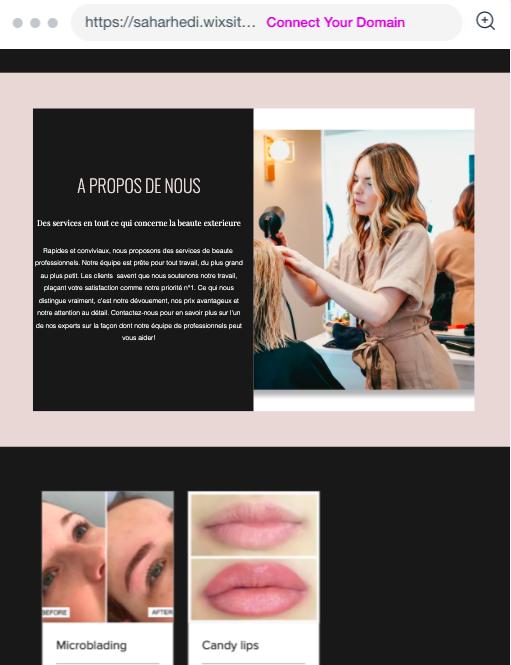 https://saharhedi.wixsit... Connect Your Domain
A PROPOS DE NOUS
Des services en tout ce qui concerne la beaute exterieure
Rapides et conviviaux, nous proposons des services de beaute
professionnels. Notre équipe est prête pour tout travail, du plus grand
au plus petit. Les clients savent que nous soutenons notre travail,
plaçant votre satisfaction comme notre priorité n°1. Ce qui nous
distingue vraiment, c'est notre dévouement, nos prix avantageux et
notre attention au détail. Contactez-nous pour en savoir plus sur l'un
de nos experts sur la façon dont notre équipe de professionnels peut
vous aider!
BEFORE AFTER
Microblading Candy lips